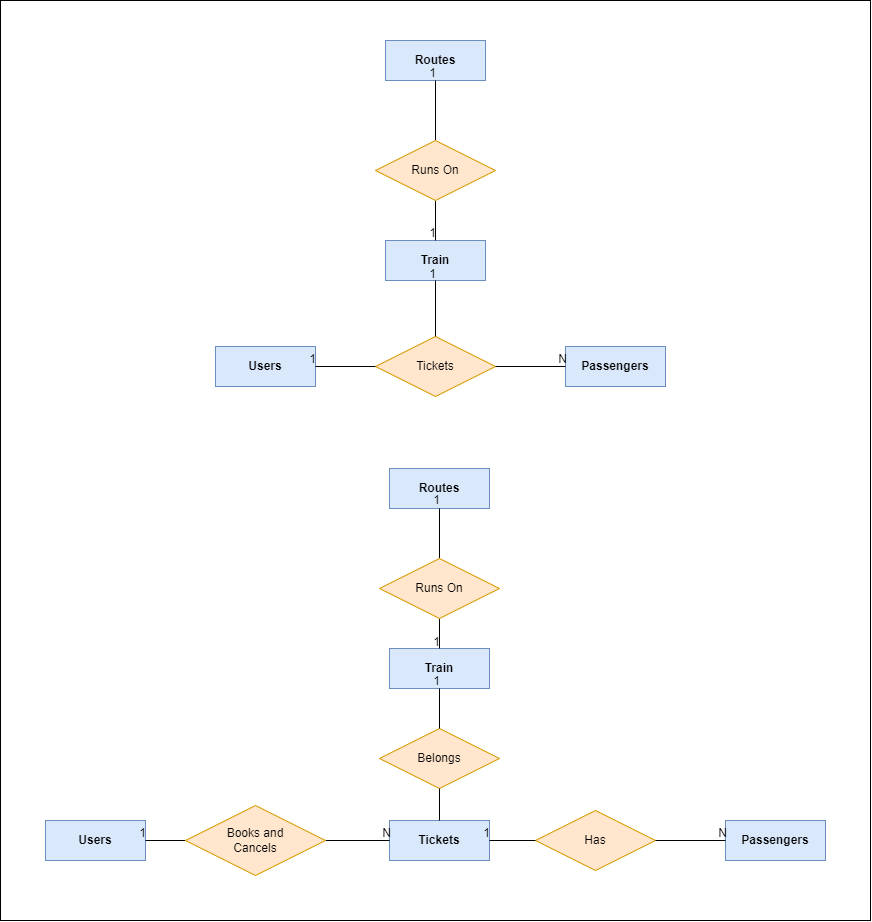 Routes
1
Runs On
1
Train
1
Users
1
Tickets
N
Passengers
Routes
1
Runs On
1
Train
1
Belongs
Users
1
Books and
Cancels
N
Tickets
1
Has
N
Passengers